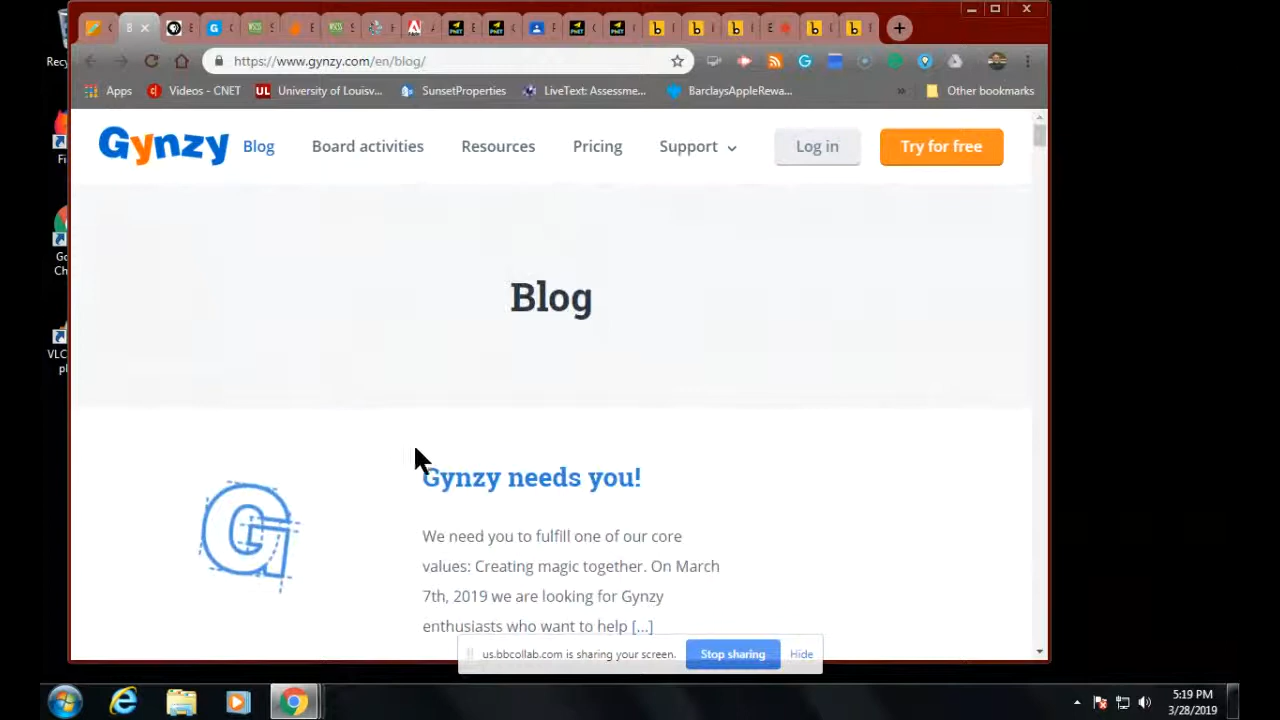 https://www.gynzy.com/en/blog/
Apps
Videos - CNET
University of Louisv...
SunsetProperties
LiveText: Assessme...
BarclaysAppleRewa...
»
Other bookmarks
Gynzy
Blog
Board activities
Resources
Pricing
Support
Log in
Try for free
Blog
Gynzy needs you!
We need you to fulfill one of our core
values: Creating magic together. On March
7th, 2019 we are looking for Gynzy
enthusiasts who want to help [...]
us.bbcollab.com is sharing your screen.
Stop sharing
Hide
5:19 PM
3/28/2019